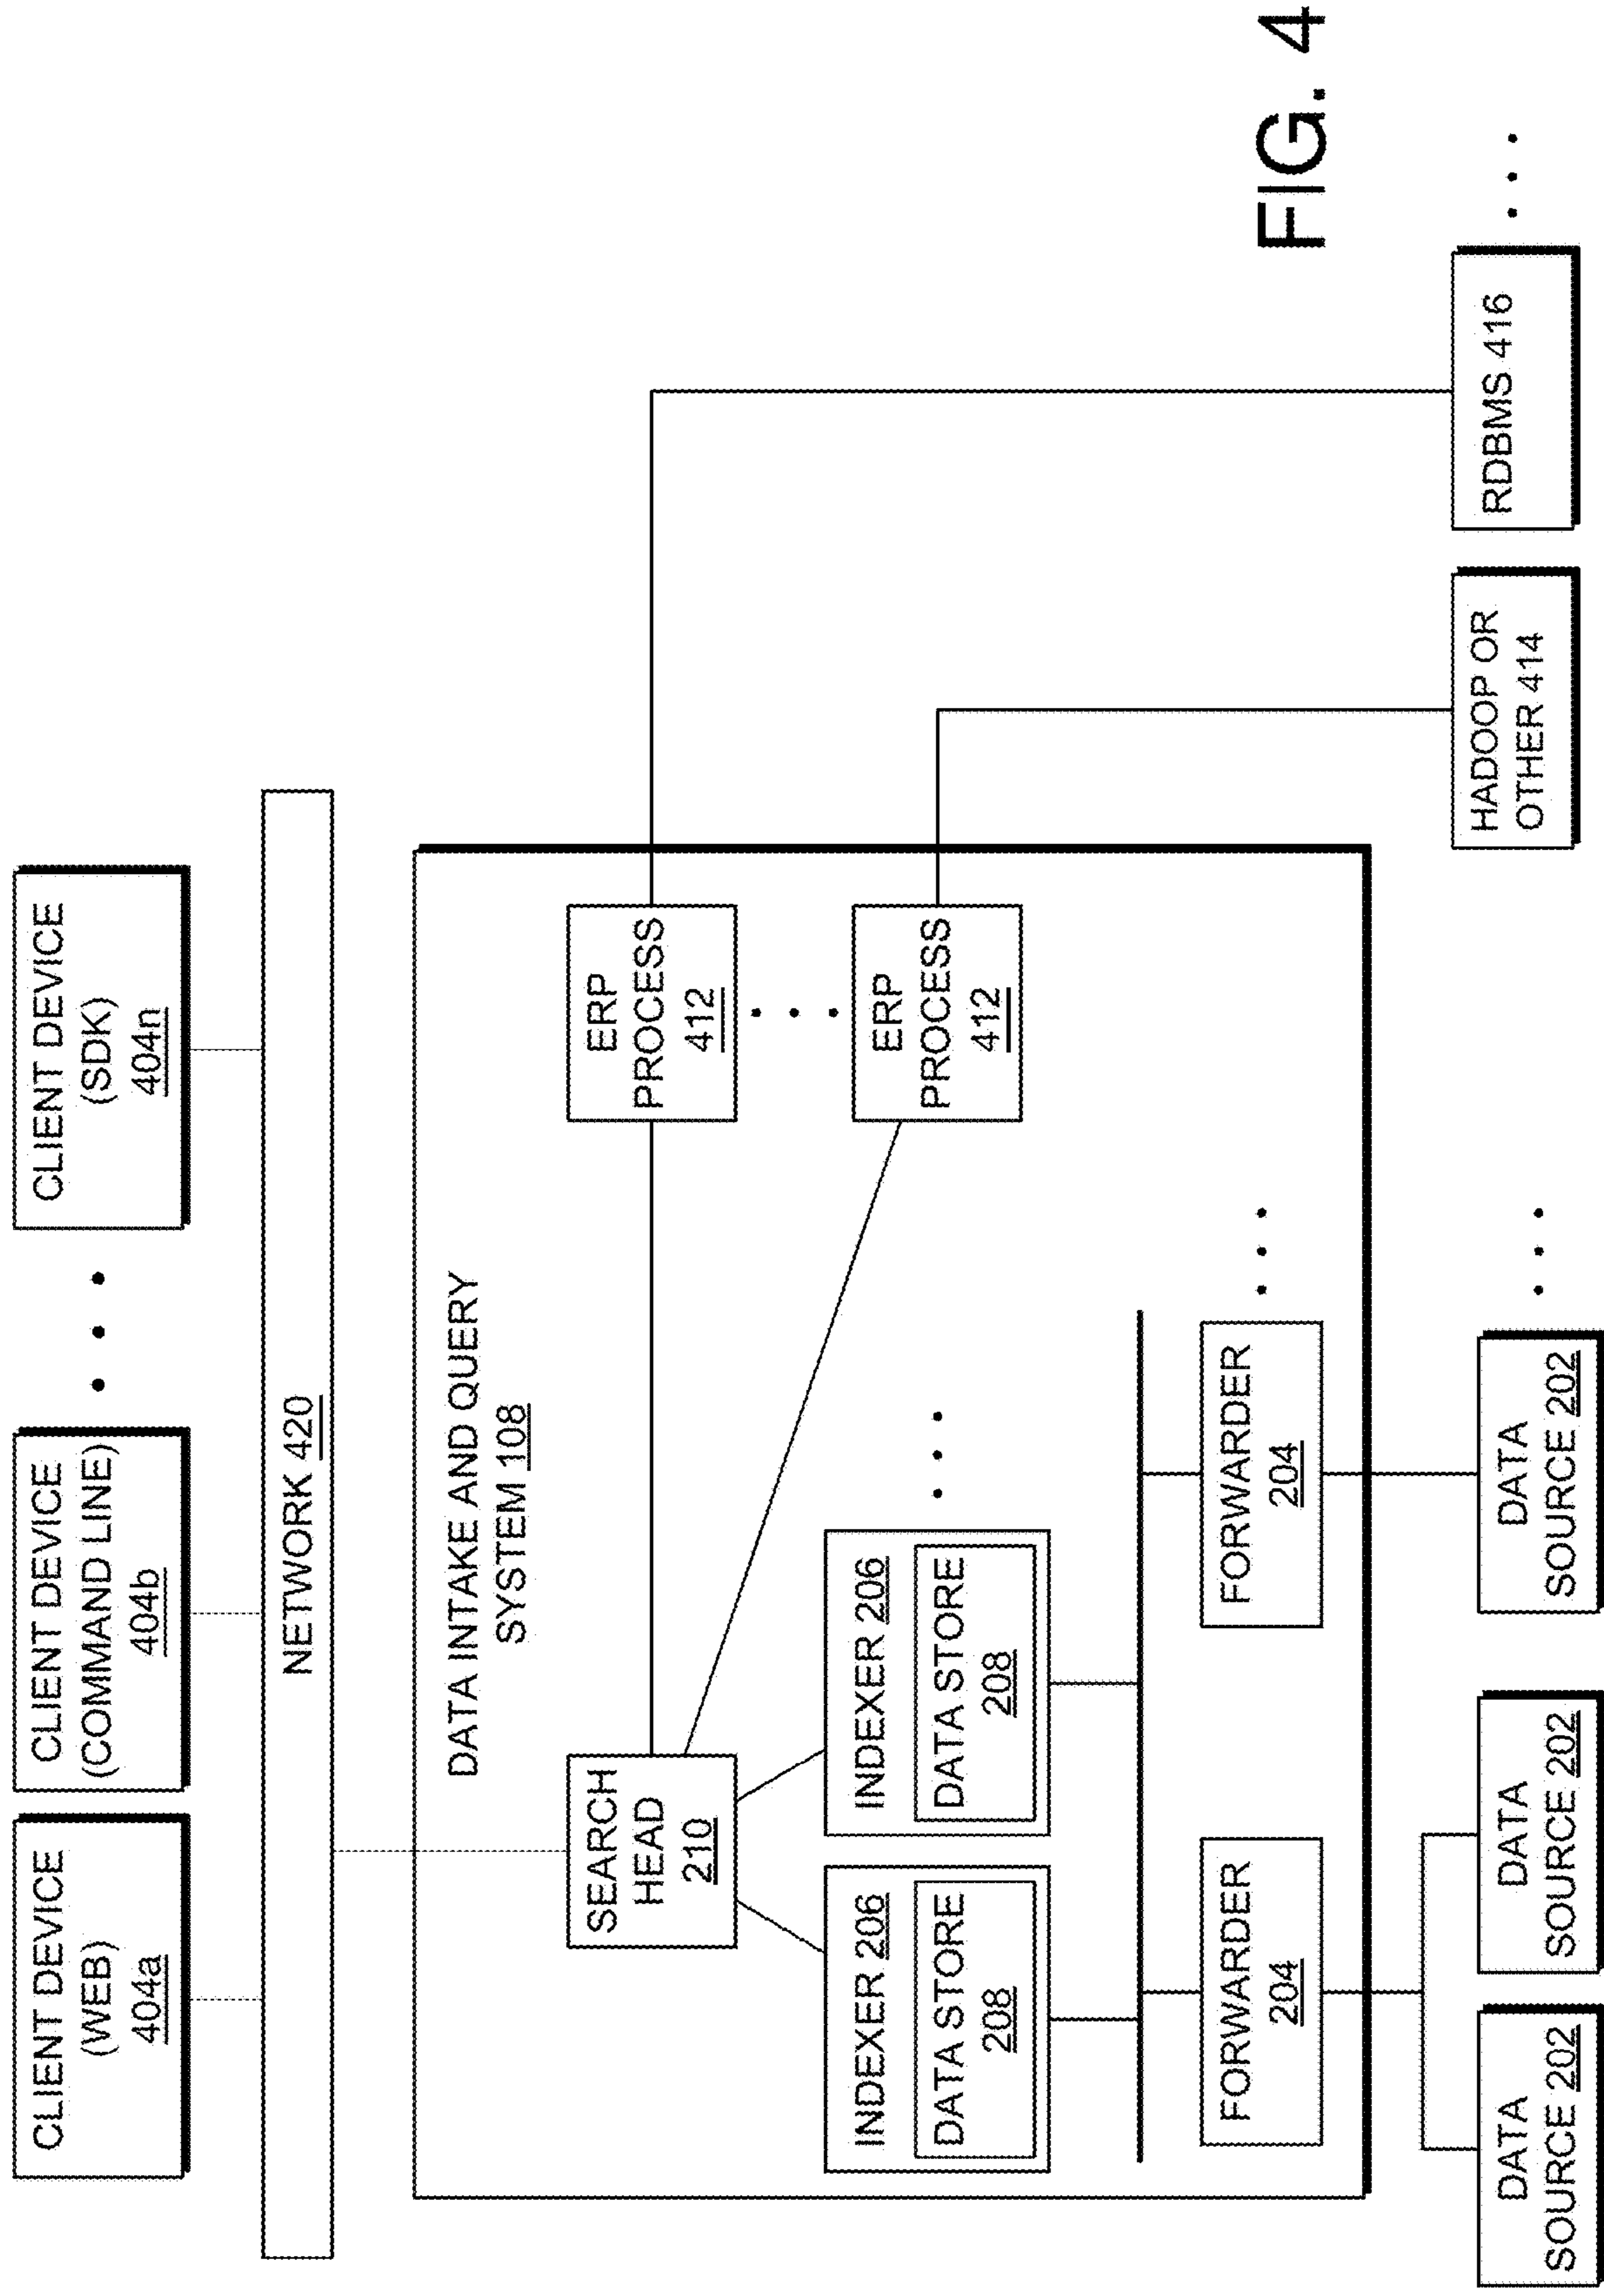 CLIENT DEVICE
(WEB)
404a
CLIENT DEVICE
(COMMAND LINE)
404b
CLIENT DEVICE
(SDK)
404n
NETWORK 420
DATA INTAKE AND QUERY
SYSTEM 108
SEARCH
HEAD
210
ERP
PROCESS
412
ERP
PROCESS
412
INDEXER 206
DATA STORE
208
INDEXER 206
DATA STORE
208
FORWARDER
204
FORWARDER
204
DATA
SOURCE 202
DATA
SOURCE 202
DATA
SOURCE 202
HADOOP OR
OTHER 414
RDBMS 416
FIG. 4